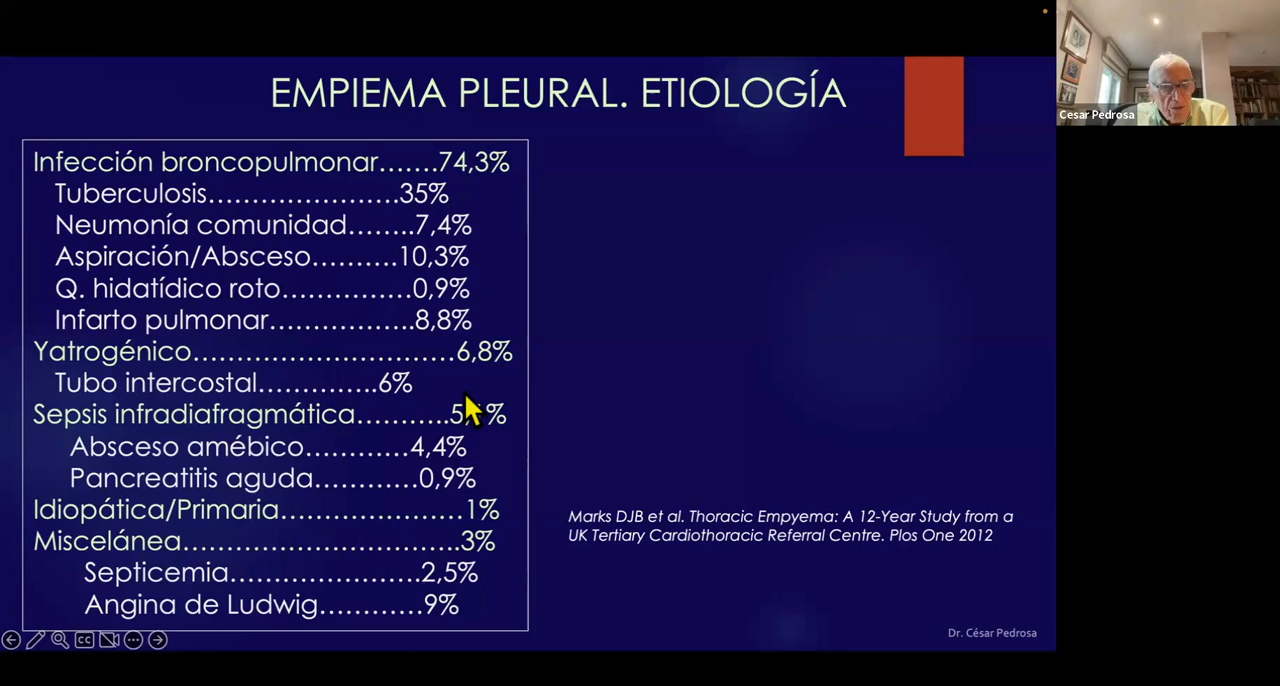 Cesar Pedrosa
EMPIEMA PLEURAL. ETIOLOGÍA
Infección broncopulmonar.......74,3%
Tuberculosis.......................35%
Neumonía comunidad........7,4%
Aspiración/Absceso..........10,3%
Q. hidatídico roto...............0,9%
Infarto pulmonar.................8,8%
Yatrogénico..............................6,8%
Tubo intercostal..............6%
Sepsis infradiafragmática...........
Absceso amébico............4,4%
Pancreatitis aguda............0,9%
Idiopática/Primaria.....................1%
Miscelánea.................................3%
Septicemia......................2,5%
Angina de Ludwig............9%
Marks DJB et al. Thoracic Empyema: A 12-Year Study from a
UK Tertiary Cardiothoracic Referral Centre. Plos One 2012
Dr. César Pedrosa
CC